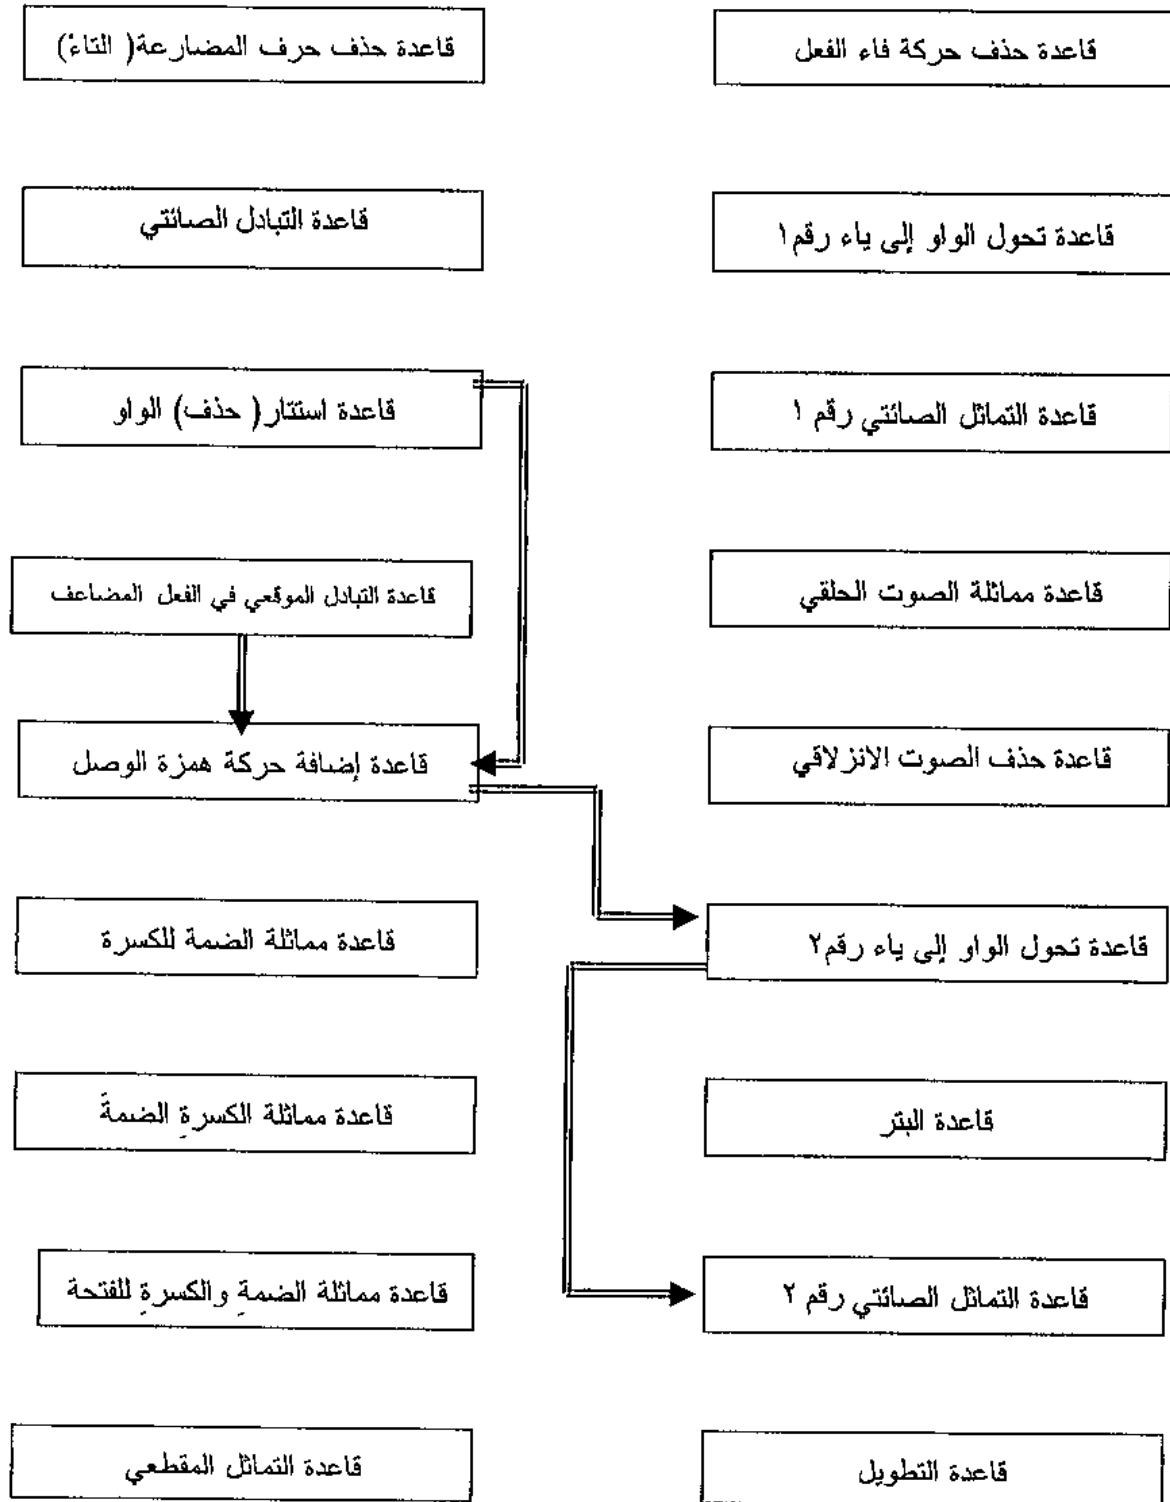 قاعدة حذف حركة فاء الفعل
قاعدة حذف حرف المضارعة( التاء)
قاعدة تحول الواو إلى ياء رقم١
قاعدة التبادل الصائتي
قاعدة التماثل الصائتي رقم ١
قاعدة استتار( حذف) الواو
قاعدة مماثلة الصوت الحلقي
قاعدة التبادل الموقعي في الفعل المضاعف
قاعدة حذف الصوت الانزلاقي
قاعدة إضافة حركة همزة الوصل
قاعدة تحول الواو إلى ياء رقم٢
قاعدة مماثلة الضمة للكسرة
قاعدة البتر
قاعدة مماثلة الكسرةِ الضمةَ
قاعدة التماثل الصائتي رقم ٢
قاعدة مماثلة الضمةِ والكسرةِ للفتحة
قاعدة التطويل
قاعدة التماثل المقطعي